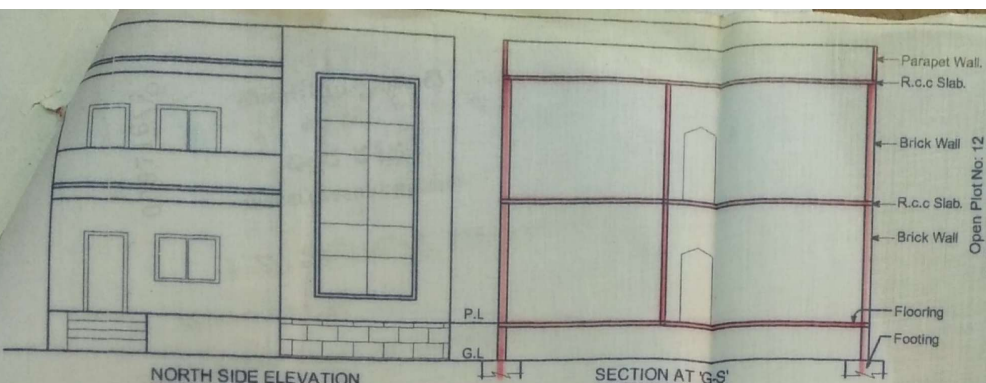 Parapet Wall.
R.c.c Slab.
Brick Wall
R.c.c Slab.
Brick Wall
Open Plot No: 12
P.L
Flooring
Footing
G.L
NORTH SIDE ELEVATION
SECTION AT 'G-S'